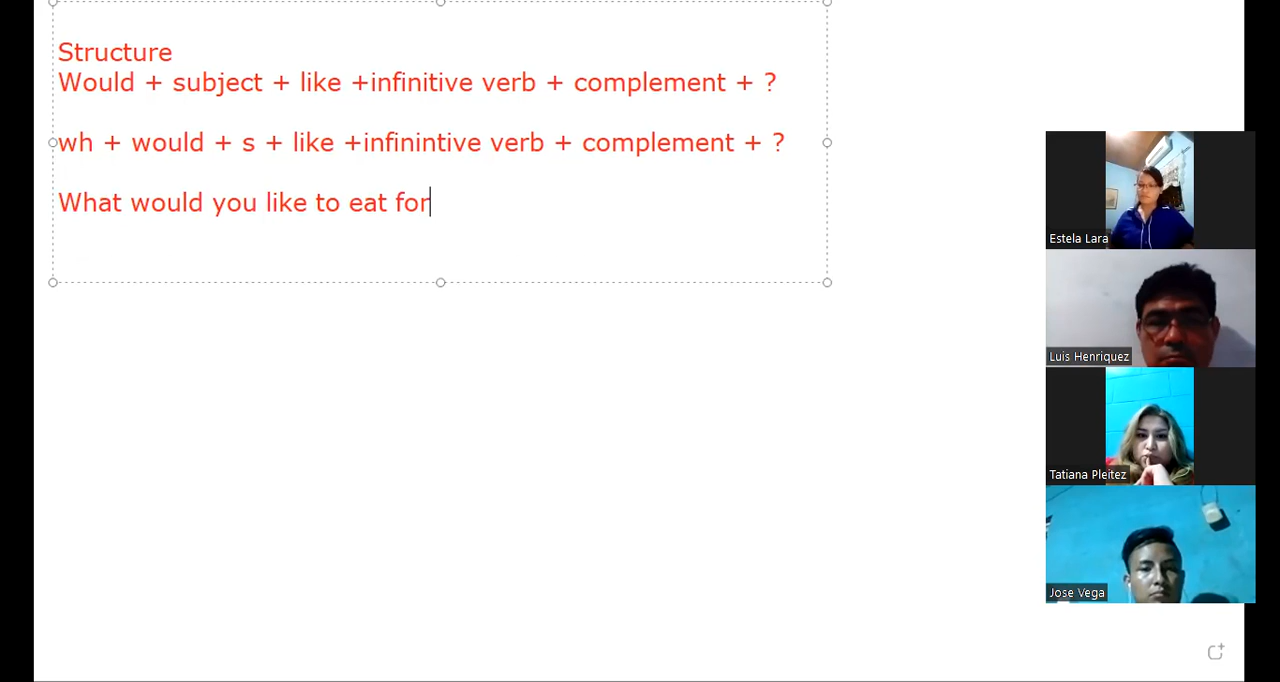 Structure
Would + subject + like +infinitive verb + complement + ?
wh + would + s + like +infinintive verb + complement + ?
What would you like to eat for
Estela Lara
Luis Henriquez
Tatiana Pleitez
Jose Vega